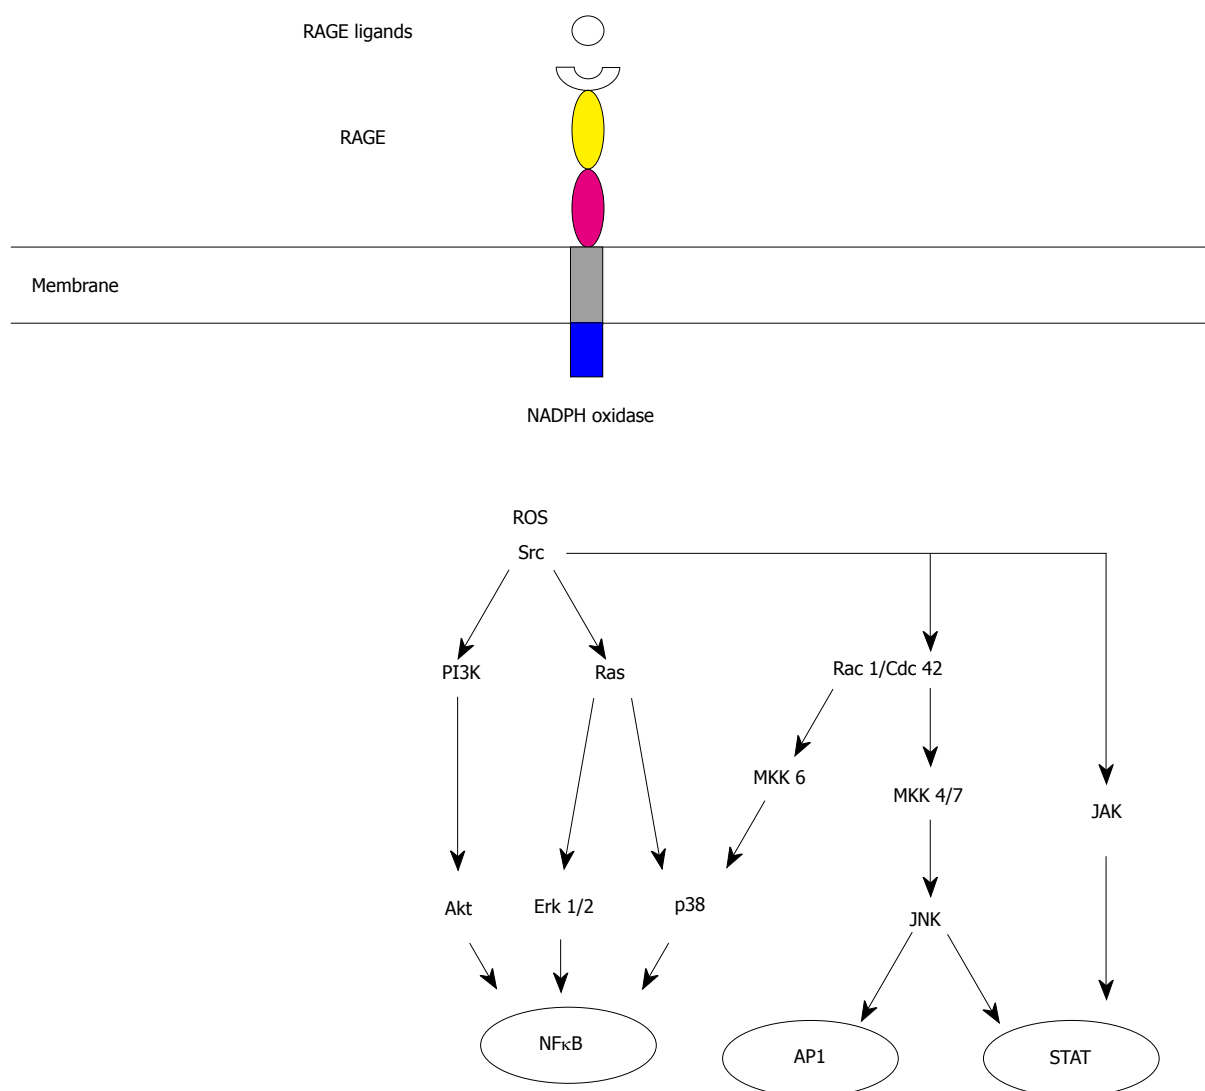 RAGE ligands
RAGE
Membrane
NADPH oxidase
ROS
Src
PI3K
Ras
Rac 1/Cdc 42
MKK 6
MKK 4/7
JAK
Akt
Erk 1/2
p38
JNK
NFκB
AP1
STAT